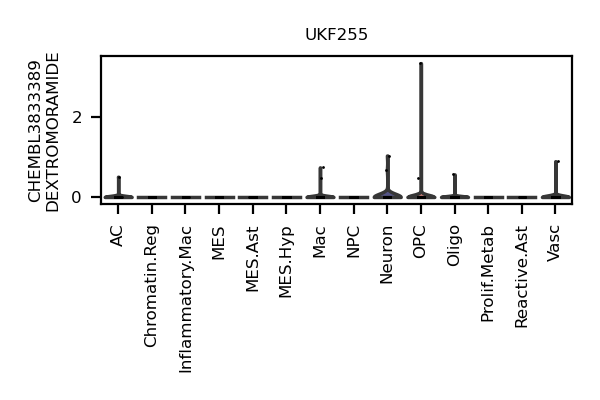 UKF255
CHEMBL3833389
DEXTROMORAMIDE
2
0
AC
Chromatin.Reg
Inflammatory.Mac
MES
MES.Ast
MES.Hyp
Mac
NPC
Neuron
OPC
Oligo
Prolif.Metab
Reactive.Ast
Vasc